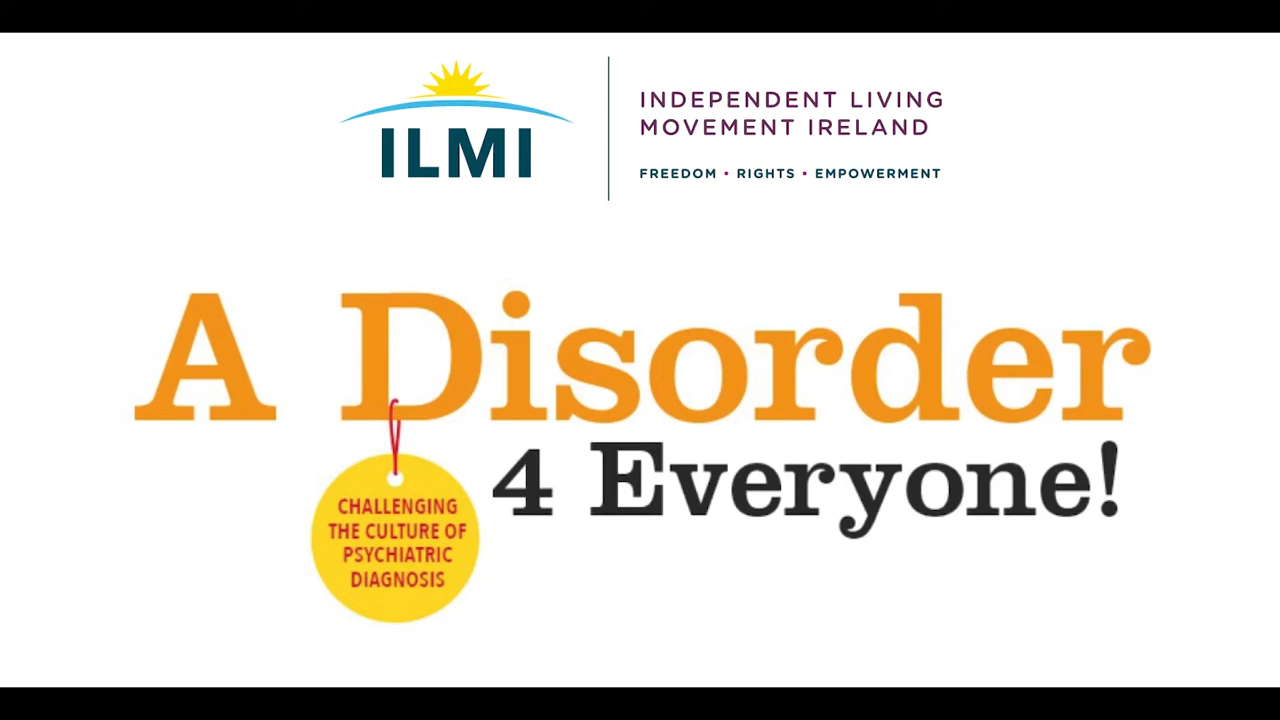 ILMI
INDEPENDENT LIVING
MOVEMENT IRELAND
FREEDOM • RIGHTS • EMPOWERMENT
A Disorder
4 Everyone!
CHALLENGING
THE CULTURE OF
PSYCHIATRIC
DIAGNOSIS